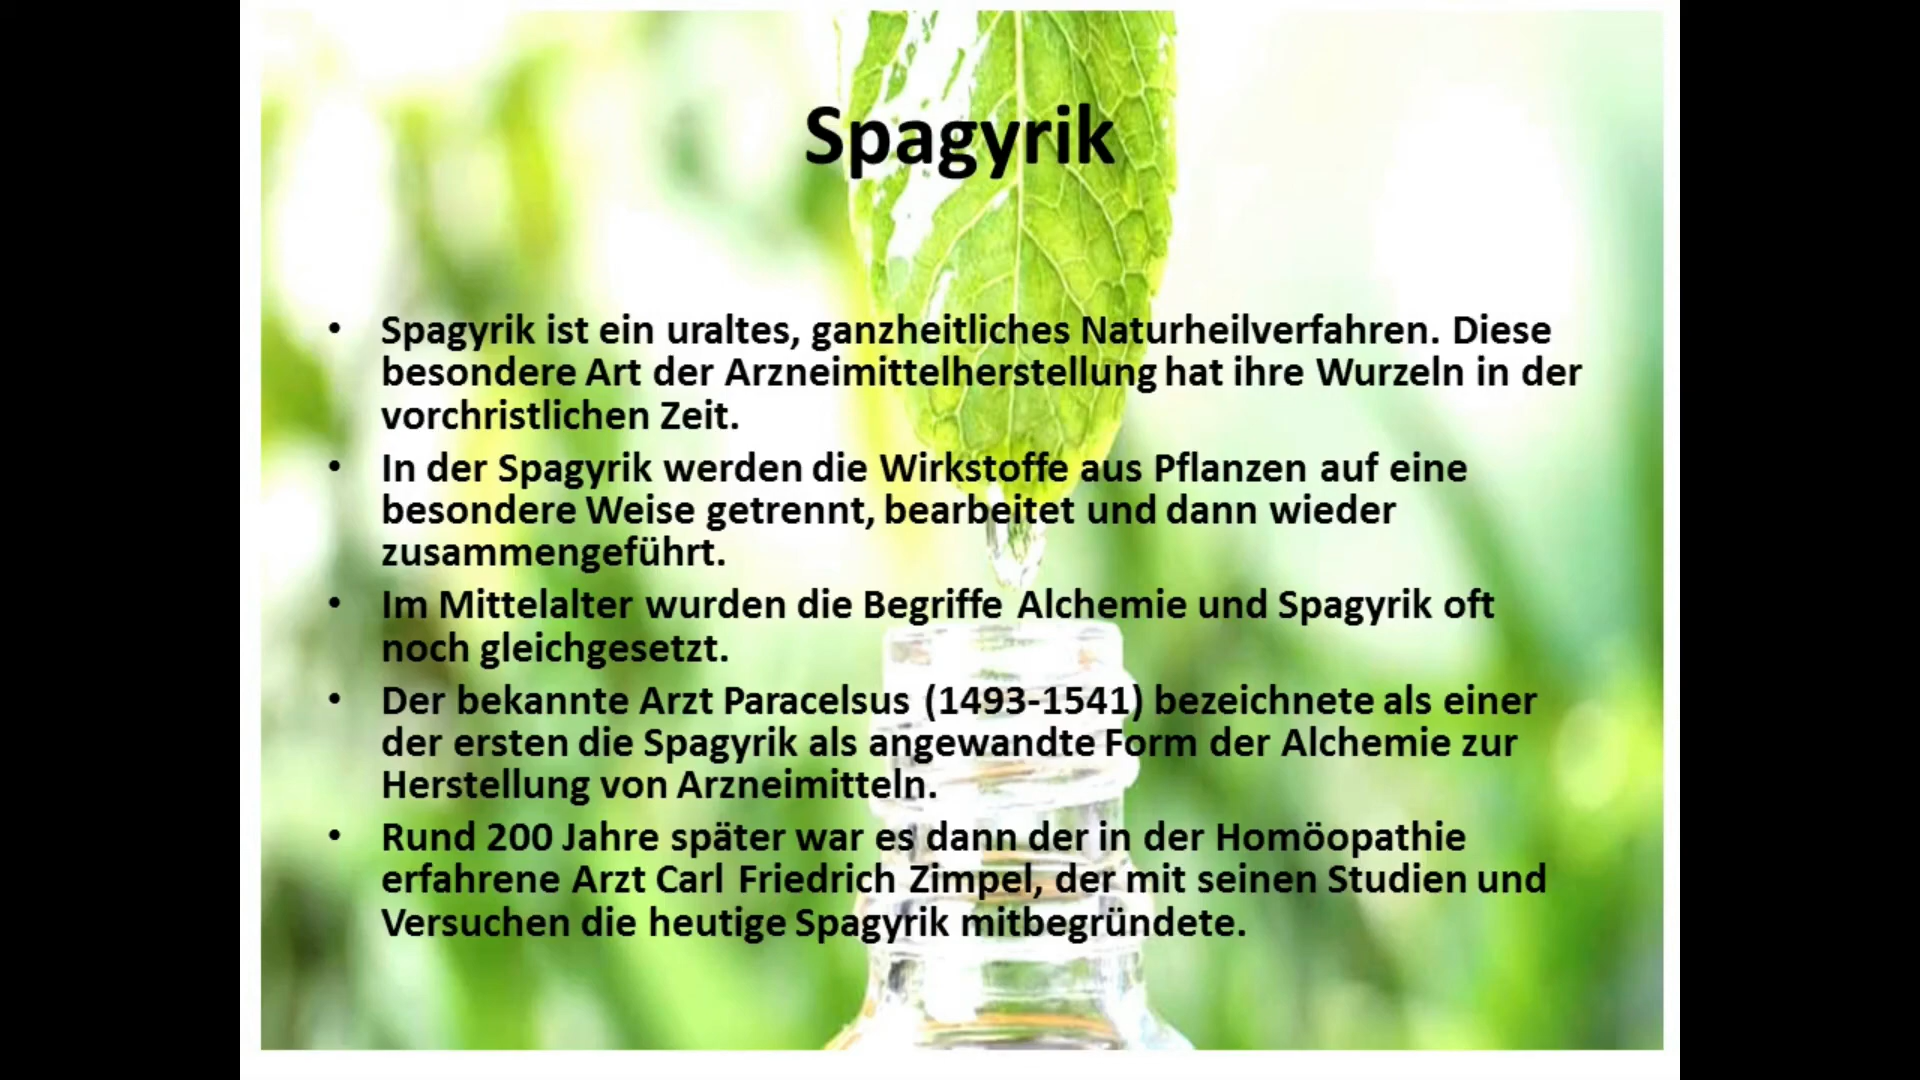 Spagyrik
• Spagyrik ist ein uraltes, ganzheitliches Naturheilverfahren. Diese
besondere Art der Arzneimittelherstellung hat ihre Wurzeln in der
vorchristlichen Zeit.
• In der Spagyrik werden die Wirkstoffe aus Pflanzen auf eine
besondere Weise getrennt, bearbeitet und dann wieder
zusammengeführt.
• Im Mittelalter wurden die Begriffe Alchemie und Spagyrik oft
noch gleichgesetzt.
• Der bekannte Arzt Paracelsus (1493-1541) bezeichnete als einer
der ersten die Spagyrik als angewandte Form der Alchemie zur
Herstellung von Arzneimitteln.
• Rund 200 Jahre später war es dann der in der Homöopathie
erfahrene Arzt Carl Friedrich Zimpel, der mit seinen Studien und
Versuchen die heutige Spagyrik mitbegründete.